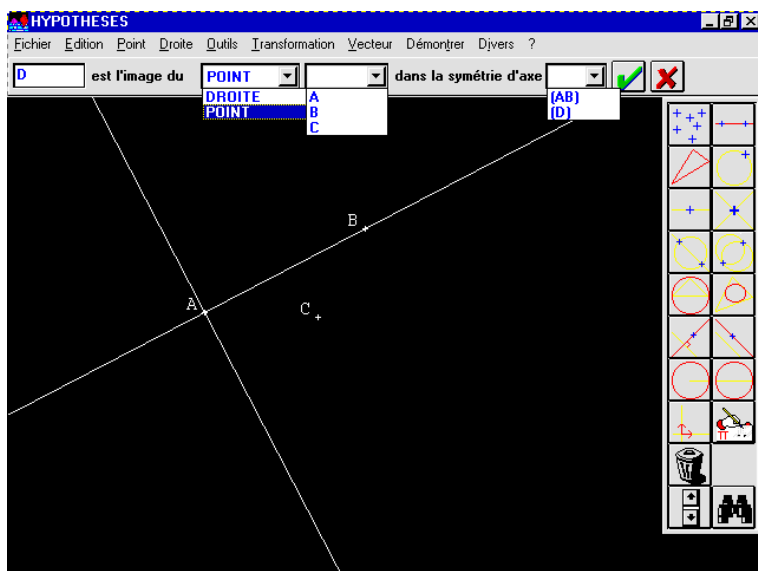 HYPOTHESES
Fichier Edition Point Droite Outils Transformation Vecteur Démontrer Divers ?
D est l'image du POINT dans la symétrie d'axe
DROITE A (AB)
POINT B (D)
C
B
A
C